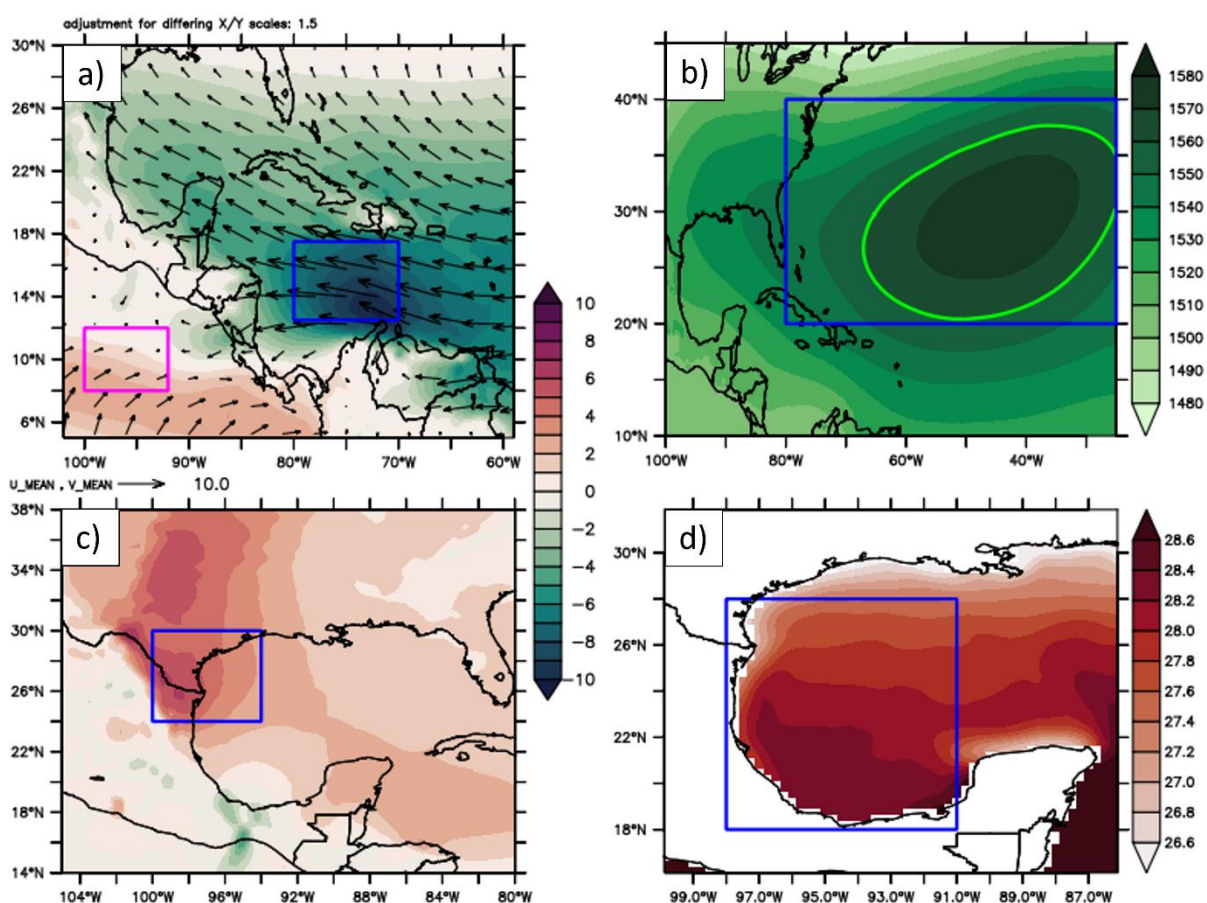 adjustment for differing X/Y scales: 1.5
a)
30°N
26°N
22°N
18°N
14°N
10°N
6°N
100°W
90°W
80°W
70°W
60°W
U_MEAN , V_MEAN
10.0
10
8
6
4
2
0
−2
−4
−6
−8
−10
b)
40°N
30°N
20°N
10°N
100°W
80°W
60°W
40°W
1580
1570
1560
1550
1540
1530
1520
1510
1500
1490
1480
c)
38°N
34°N
30°N
26°N
22°N
18°N
14°N
104°W
100°W
96°W
92°W
88°W
84°W
80°W
d)
30°N
26°N
22°N
18°N
99.0°W
97.0°W
95.0°W
93.0°W
91.0°W
89.0°W
87.0°W
28.6
28.4
28.2
28.0
27.8
27.6
27.4
27.2
27.0
26.8
26.6